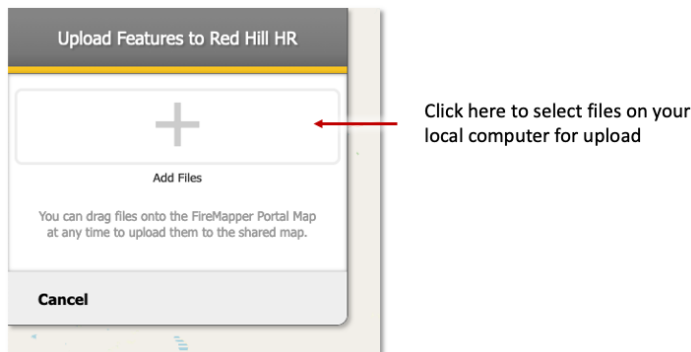 Upload Features to Red Hill HR
Click here to select files on your
local computer for upload
Add Files
You can drag files onto the FireMapper Portal Map
at any time to upload them to the shared map.
Cancel